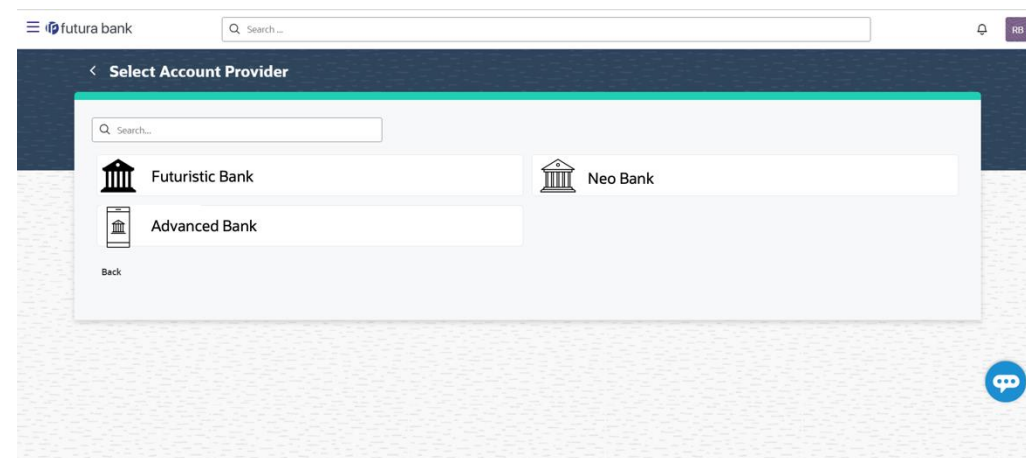 futura bank
Search ...
RB
Select Account Provider
Search...
Futuristic Bank
Neo Bank
Advanced Bank
Back